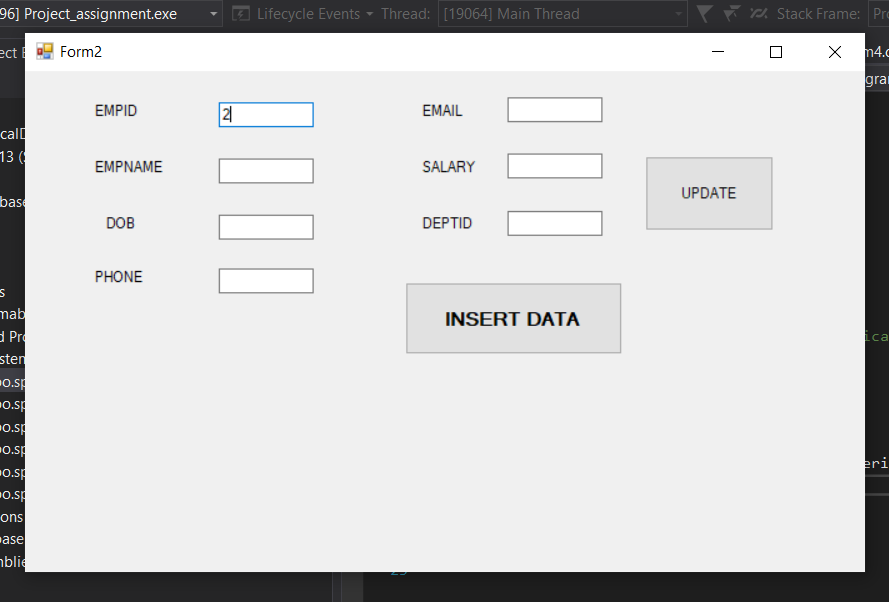 96] Project_assignment.exe Lifecycle Events Thread: [19064] Main Thread Stack Frame: Pro
Form2
EMPID 2 EMAIL
EMPNAME SALARY
UPDATE
DOB DEPTID
PHONE
INSERT DATA